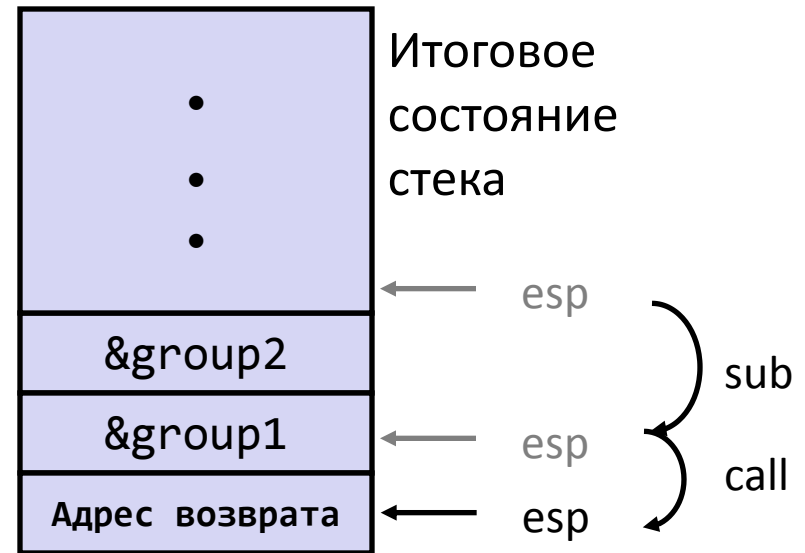 Итоговое
состояние
стека
esp
&group2
sub
&group1
esp
call
Адрес возврата
esp